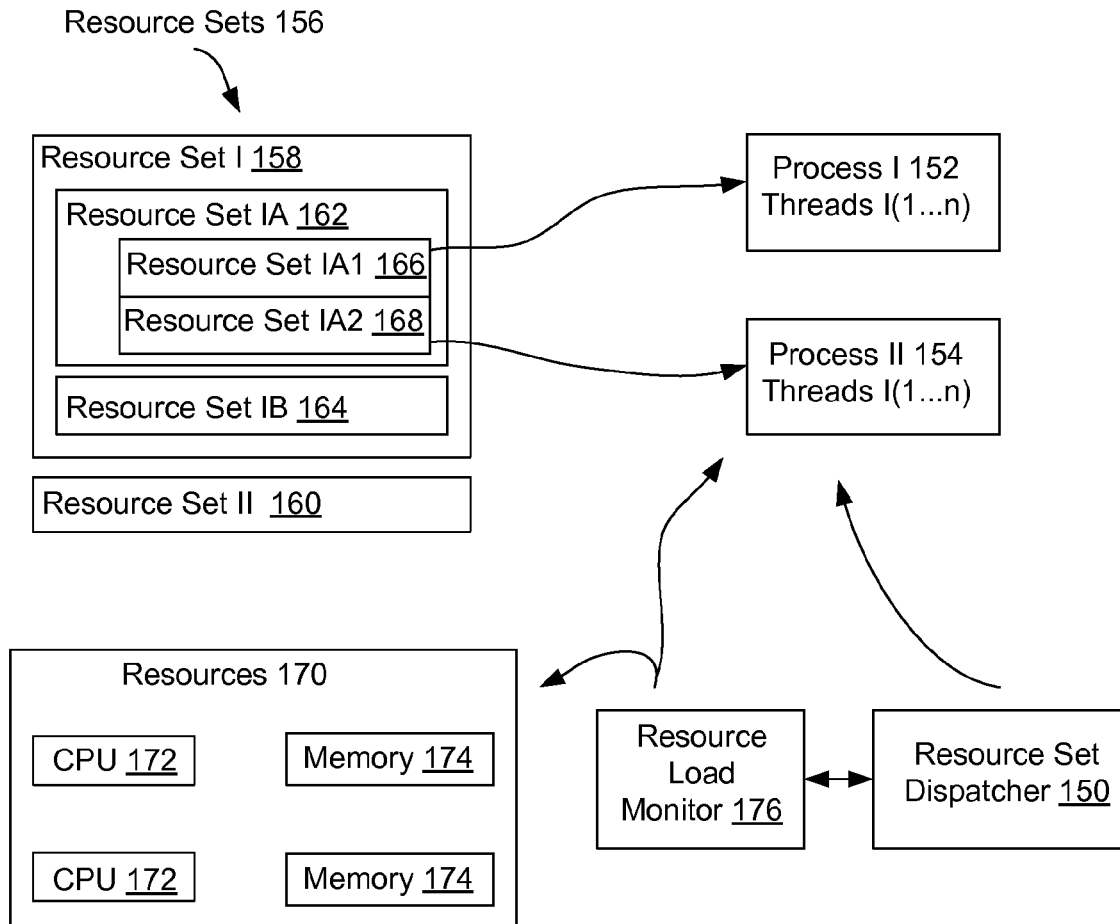 Resource Sets 156
Resource Set I 158
Resource Set IA 162
Resource Set IA1 166
Resource Set IA2 168
Resource Set IB 164
Resource Set II 160
Process I 152
Threads I(1...n)
Process II 154
Threads I(1...n)
Resources 170
CPU 172
Memory 174
CPU 172
Memory 174
Resource
Load
Monitor 176
Resource Set
Dispatcher 150